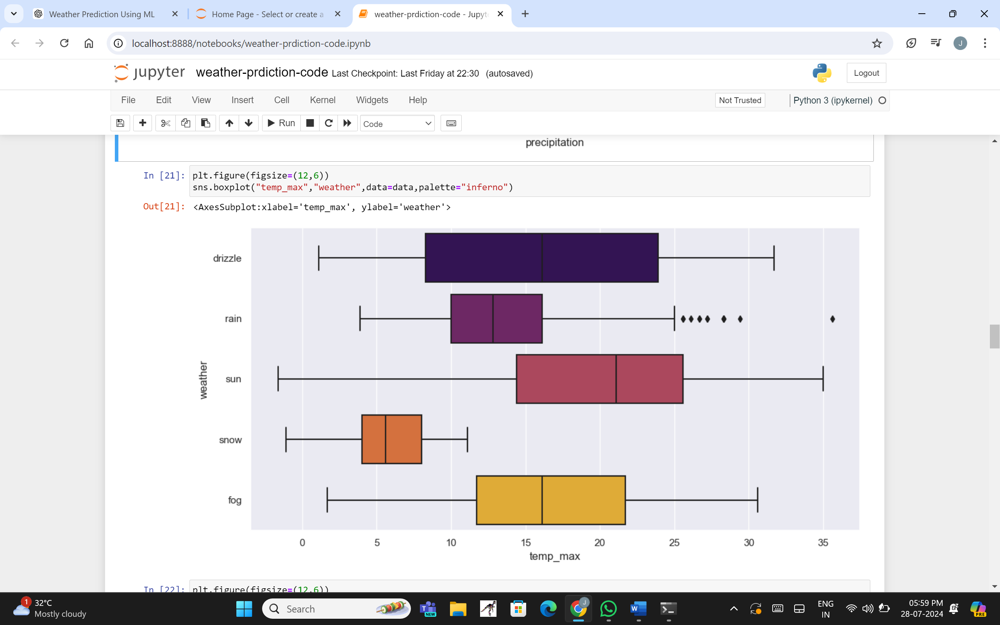 Weather Prediction Using ML
Home Page - Select or create a
weather-prdiction-code - Jupyte
localhost:8888/notebooks/weather-prdiction-code.ipynb
J
jupyter weather-prdiction-code Last Checkpoint: Last Friday at 22:30 (autosaved)
Logout
File Edit View Insert Cell Kernel Widgets Help
Not Trusted
Python 3 (ipykernel)
Run
Code
precipitation
In [21]: plt.figure(figsize=(12,6))
sns.boxplot("temp_max","weather",data=data,palette="inferno")
Out[21]: <AxesSubplot:xlabel='temp_max', ylabel='weather'>
drizzle
rain
weather
sun
snow
fog
0 5 10 15 20 25 30 35
temp_max
In [22]: plt.figure(figsize=(12,6))
1
32°C
Mostly cloudy
Search
T
NEW
J
W
ENG
IN
05:59 PM
28-07-2024
PRE